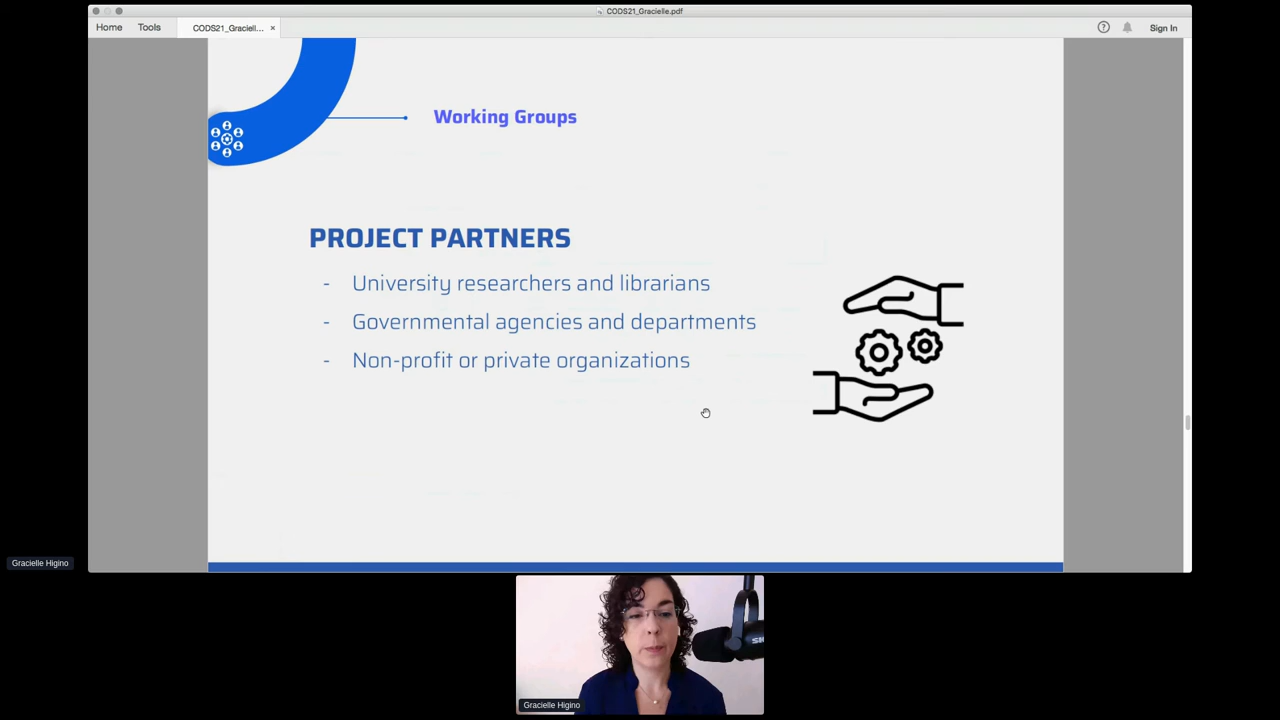 CODS21_Gracielle.pdf
Home Tools CODS21_Graciell... × Sign In
Working Groups
PROJECT PARTNERS
- University researchers and librarians
- Governmental agencies and departments
- Non-profit or private organizations
Gracielle Higino
Gracielle Higino